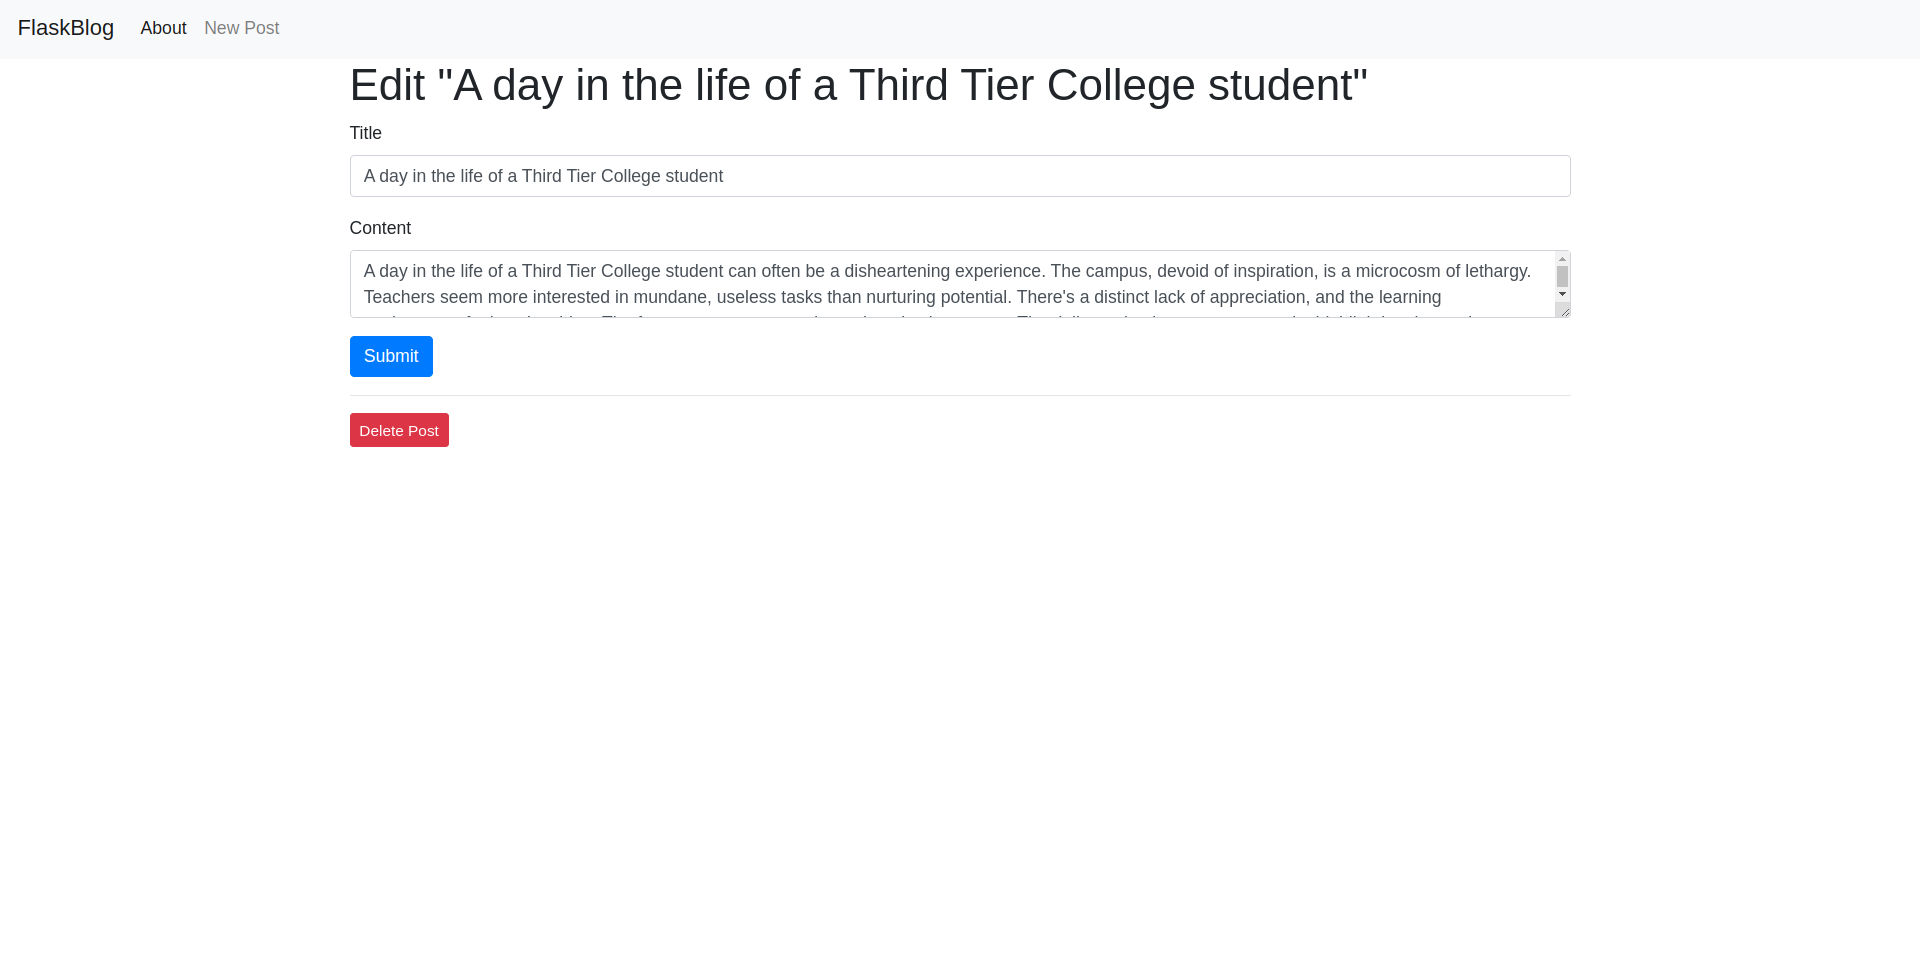 FlaskBlog About New Post
Edit "A day in the life of a Third Tier College student"
Title
A day in the life of a Third Tier College student
Content
A day in the life of a Third Tier College student can often be a disheartening experience. The campus, devoid of inspiration, is a microcosm of lethargy.
Teachers seem more interested in mundane, useless tasks than nurturing potential. There's a distinct lack of appreciation, and the learning
Submit
Delete Post